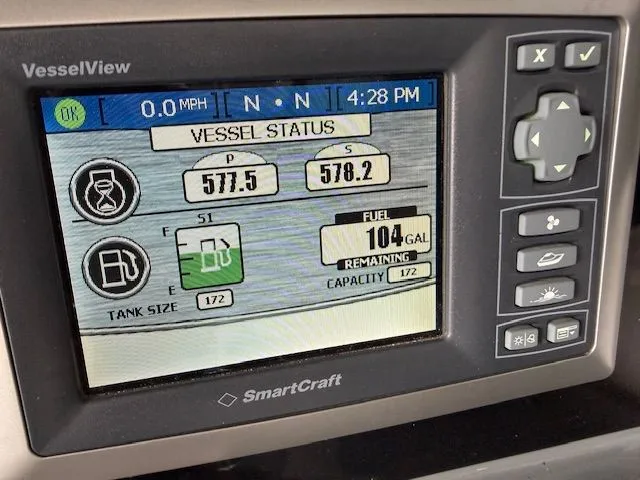 VesselView
OK [ 0.0 MPH ][ N • N ][ 4:28 PM ]
VESSEL STATUS
P S
577.5 578.2
S1
F
E
FUEL
104 GAL
REMAINING
CAPACITY 172
TANK SIZE 172
SmartCraft
X ✓